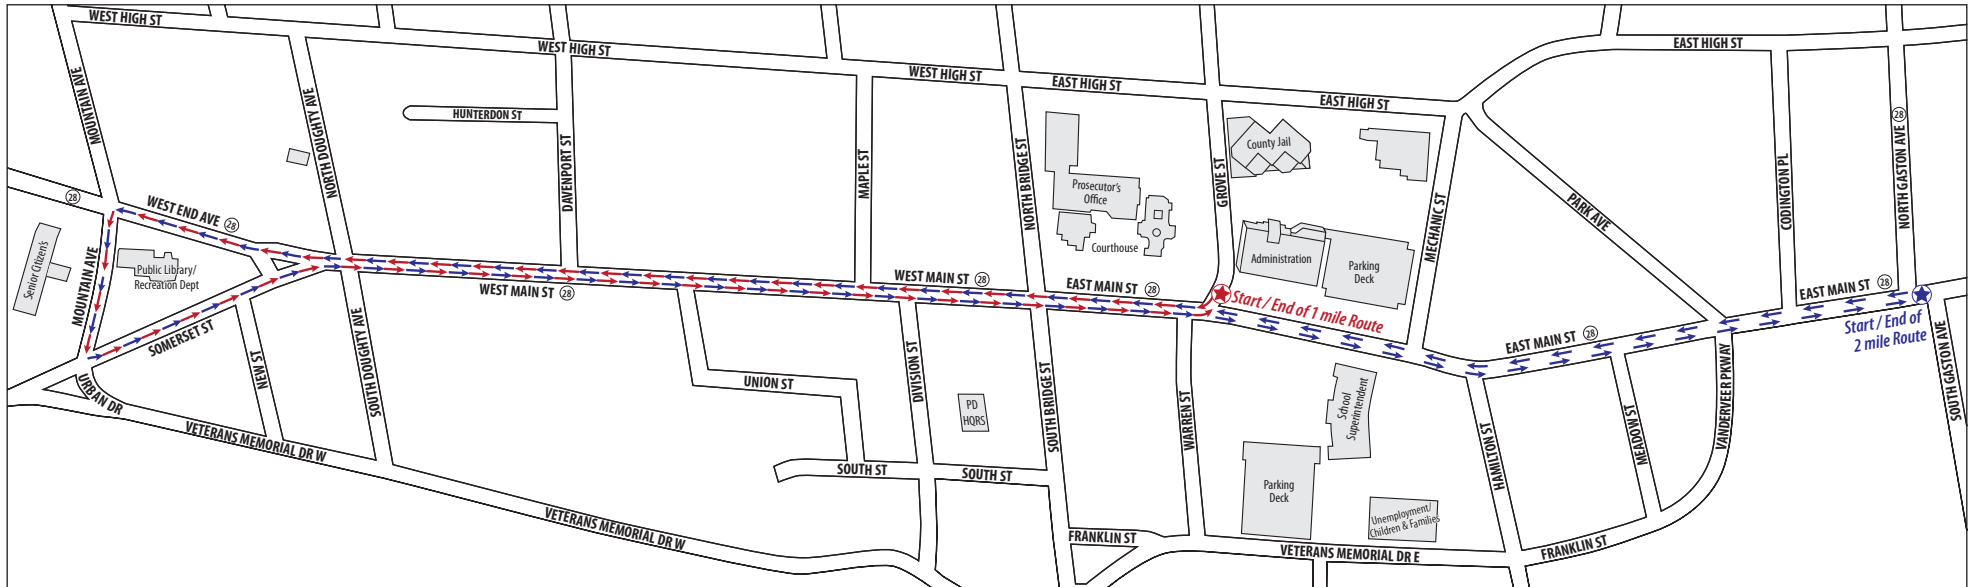 WEST HIGH ST
WEST HIGH ST
WEST HIGH ST
EAST HIGH ST
EAST HIGH ST
EAST HIGH ST
MOUNTAIN AVE
NORTH DOUGHTY AVE
HUNTERDON ST
DAVENPORT ST
MAPLE ST
NORTH BRIDGE ST
GROVE ST
MECHANIC ST
PARK AVE
CODINGTON PL
NORTH GASTON AVE
28
County Jail
Prosecutor's
Office
Courthouse
Administration
Parking
Deck
28
WEST END AVE
28
Senior Citizen's
MOUNTAIN AVE
Public Library/
Recreation Dept
SOMERSET ST
WEST MAIN ST
28
WEST MAIN ST
28
EAST MAIN ST
28
Start / End of 1 mile Route
EAST MAIN ST
28
EAST MAIN ST
28
Start / End of
2 mile Route
SOUTH GASTON AVE
URBAN DR
NEW ST
SOUTH DOUGHTY AVE
UNION ST
DIVISION ST
PD
HQRS
SOUTH BRIDGE ST
WARREN ST
School
Superintendent
HAMILTON ST
MEADOW ST
VANDERVEER PKWAY
VETERANS MEMORIAL DR W
SOUTH ST
SOUTH ST
Parking
Deck
Unemployment/
Children & Families
VETERANS MEMORIAL DR W
FRANKLIN ST
VETERANS MEMORIAL DR E
FRANKLIN ST